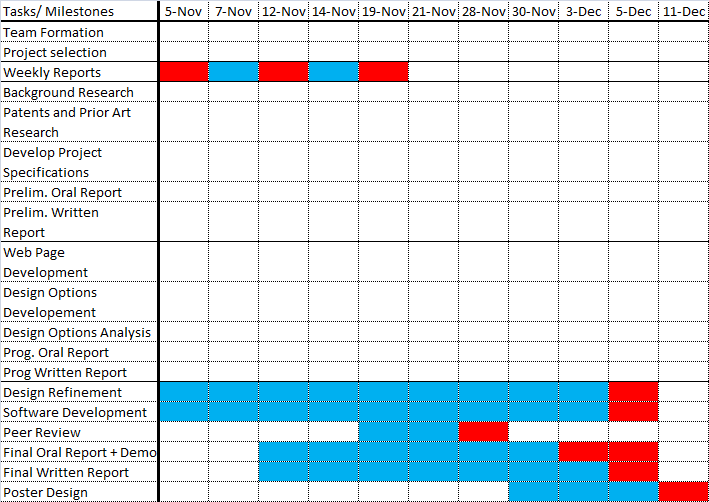 Tasks/ Milestones 5-Nov 7-Nov 12-Nov 14-Nov 19-Nov 21-Nov 28-Nov 30-Nov 3-Dec 5-Dec 11-Dec
Team Formation
Project selection
Weekly Reports
Background Research
Patents and Prior Art
Research
Develop Project
Specifications
Prelim. Oral Report
Prelim. Written
Report
Web Page
Development
Design Options
Developement
Design Options Analysis
Prog. Oral Report
Prog Written Report
Design Refinement
Software Development
Peer Review
Final Oral Report + Demo
Final Written Report
Poster Design